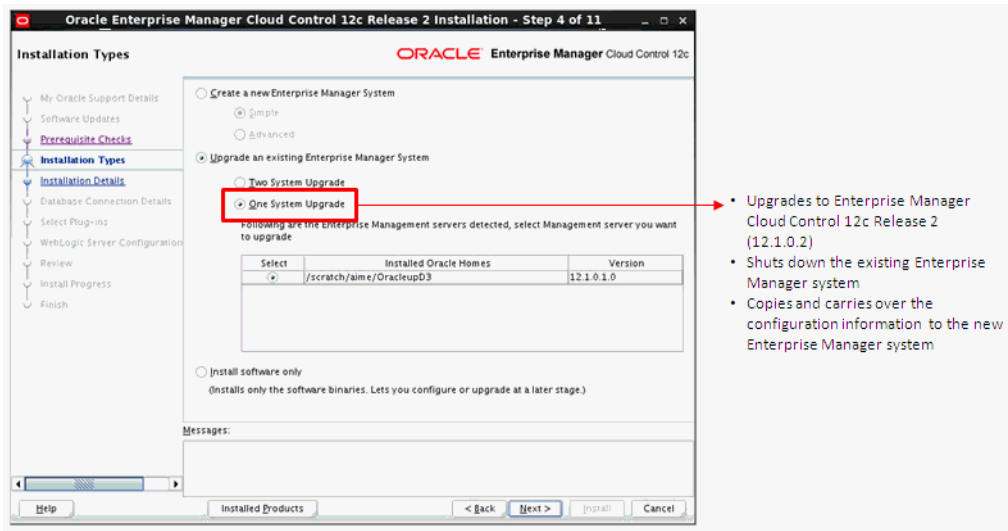 Oracle Enterprise Manager Cloud Control 12c Release 2 Installation - Step 4 of 11
Installation Types
ORACLE Enterprise Manager Cloud Control 12c
My Oracle Support Details
Software Updates
Prerequisite Checks
Installation Types
Installation Details
Database Connection Details
Select Plug-ins
WebLogic Server Configuration
Review
Install Progress
Finish
Create a new Enterprise Manager System
Simple
Advanced
Upgrade an existing Enterprise Manager System
Two System Upgrade
One System Upgrade
Following are the Enterprise Management servers detected, select Management server you want
to upgrade
Select Installed Oracle Homes Version
/scratch/aime/OracleupD3 12.1.0.1.0
Install software only
(Installs only the software binaries. Lets you configure or upgrade at a later stage.)
Messages:
Help Installed Products < Back Next > Install Cancel
• Upgrades to Enterprise Manager
Cloud Control 12c Release 2
(12.1.0.2)
• Shuts down the existing Enterprise
Manager system
• Copies and carries over the
configuration information to the new
Enterprise Manager system